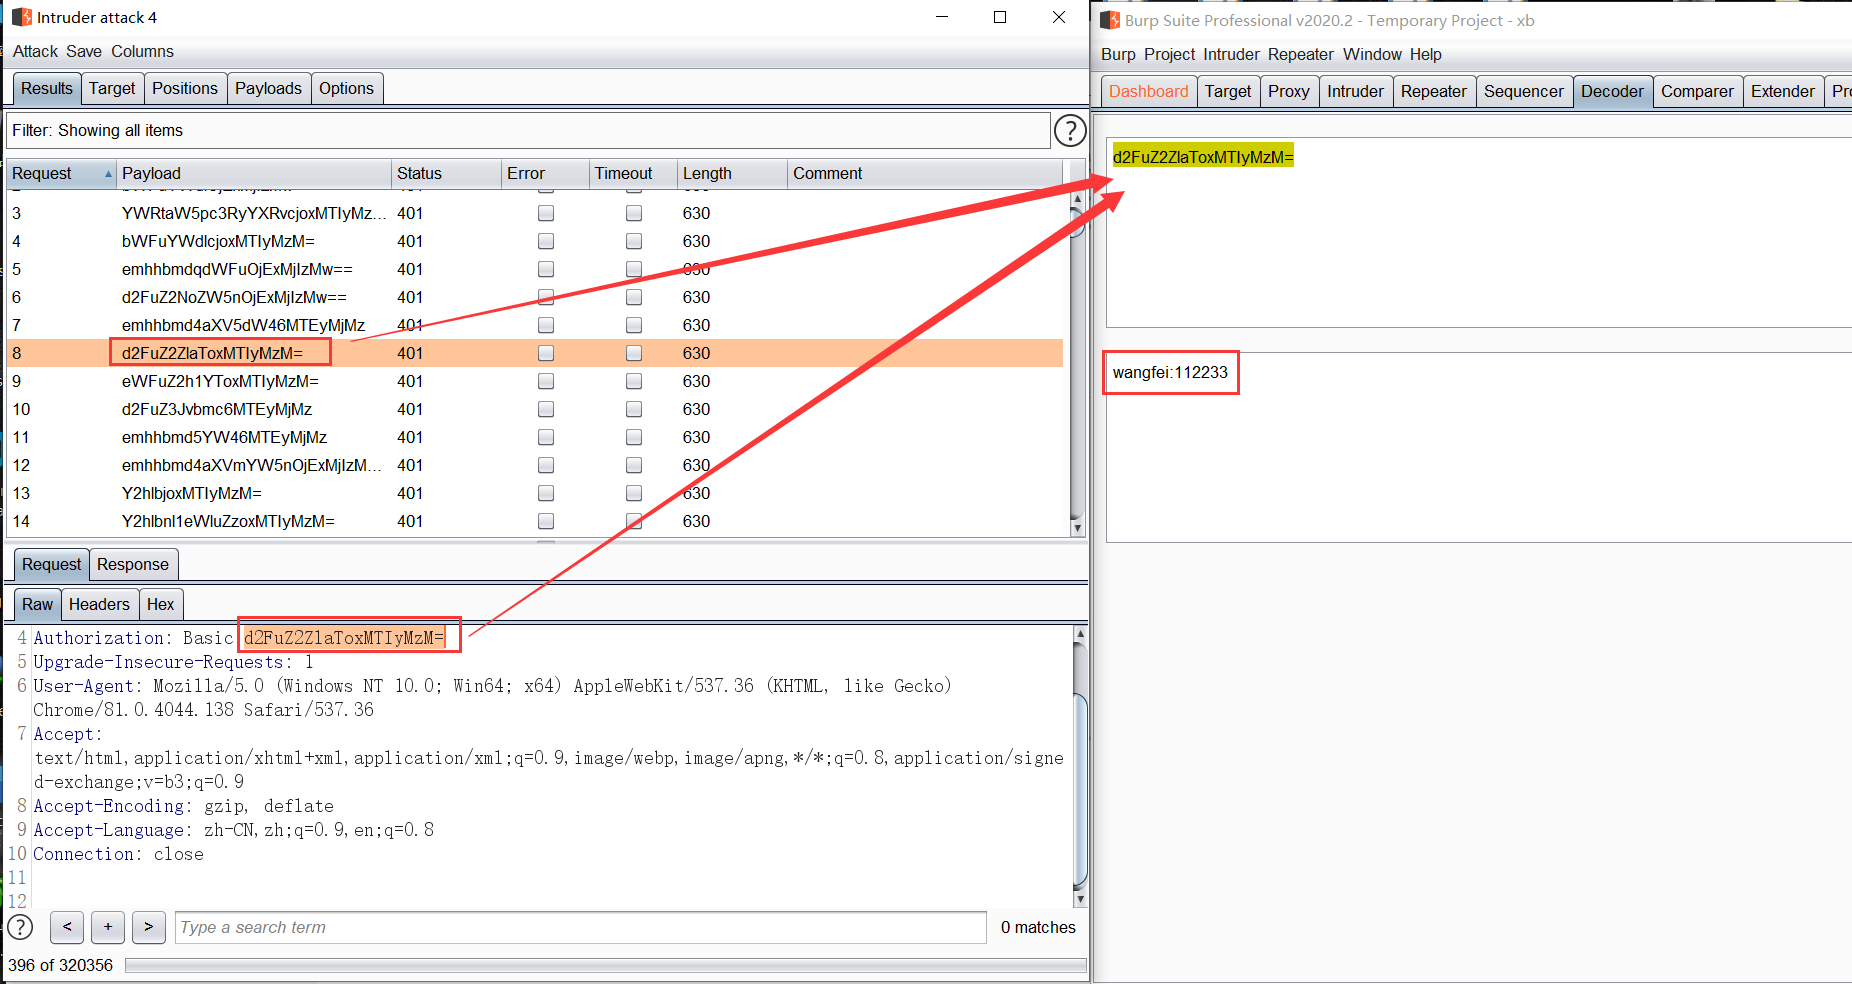 Intruder attack 4
Attack Save Columns
Results Target Positions Payloads Options
Filter: Showing all items
?
Request Payload Status Error Timeout Length Comment
3 YWRtaW5pc3RyYXRvcjoxMTIyMz... 401 630
4 bWFuYWdlcjoxMTIyMzM= 401 630
5 emhhbmdqdWFuOjExMjIzMw== 401 630
6 d2FuZ2NoZW5nOjExMjIzMw== 401 630
7 emhhbmd4aXV5dW46MTEyMjMz 401 630
8 d2FuZ2ZlaToxMTIyMzM= 401 630
9 eWFuZ2h1YToxMTIyMzM= 401 630
10 d2FuZ3Jvbmc6MTEyMjMz 401 630
11 emhhbmd5YW46MTEyMjMz 401 630
12 emhhbmd4aXVmYW5nOjExMjIzM... 401 630
13 Y2hlbjoxMTIyMzM= 401 630
14 Y2hlbnl1eWluZzoxMTIyMzM= 401 630
Request Response
Raw Headers Hex
4 Authorization: Basic d2FuZ2ZlaToxMTIyMzM=
5 Upgrade-Insecure-Requests: 1
6 User-Agent: Mozilla/5.0 (Windows NT 10.0; Win64; x64) AppleWebKit/537.36 (KHTML, like Gecko)
Chrome/81.0.4044.138 Safari/537.36
7 Accept:
text/html,application/xhtml+xml,application/xml;q=0.9,image/webp,image/apng,*/*;q=0.8,application/signe
d-exchange;v=b3;q=0.9
8 Accept-Encoding: gzip, deflate
9 Accept-Language: zh-CN,zh;q=0.9,en;q=0.8
10 Connection: close
11
12
? < + > Type a search term 0 matches
396 of 320356
Burp Suite Professional v2020.2 - Temporary Project - xb
Burp Project Intruder Repeater Window Help
Dashboard Target Proxy Intruder Repeater Sequencer Decoder Comparer Extender Pr
d2FuZ2ZlaToxMTIyMzM=
wangfei:112233